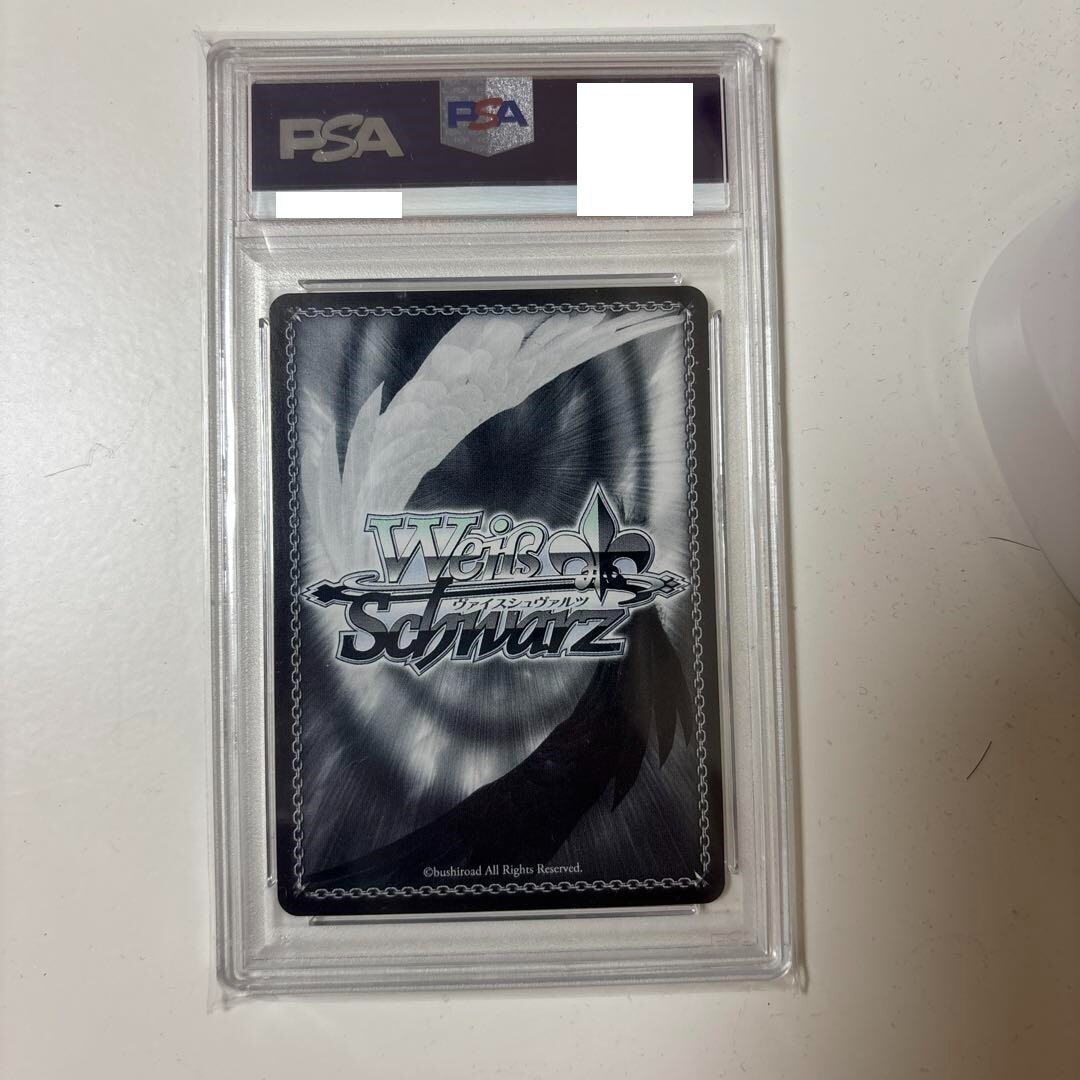 PSA
PSA
Weiß
ヴァイスシュヴァルツ
Schwarz
©bushiroad All Rights Reserved.